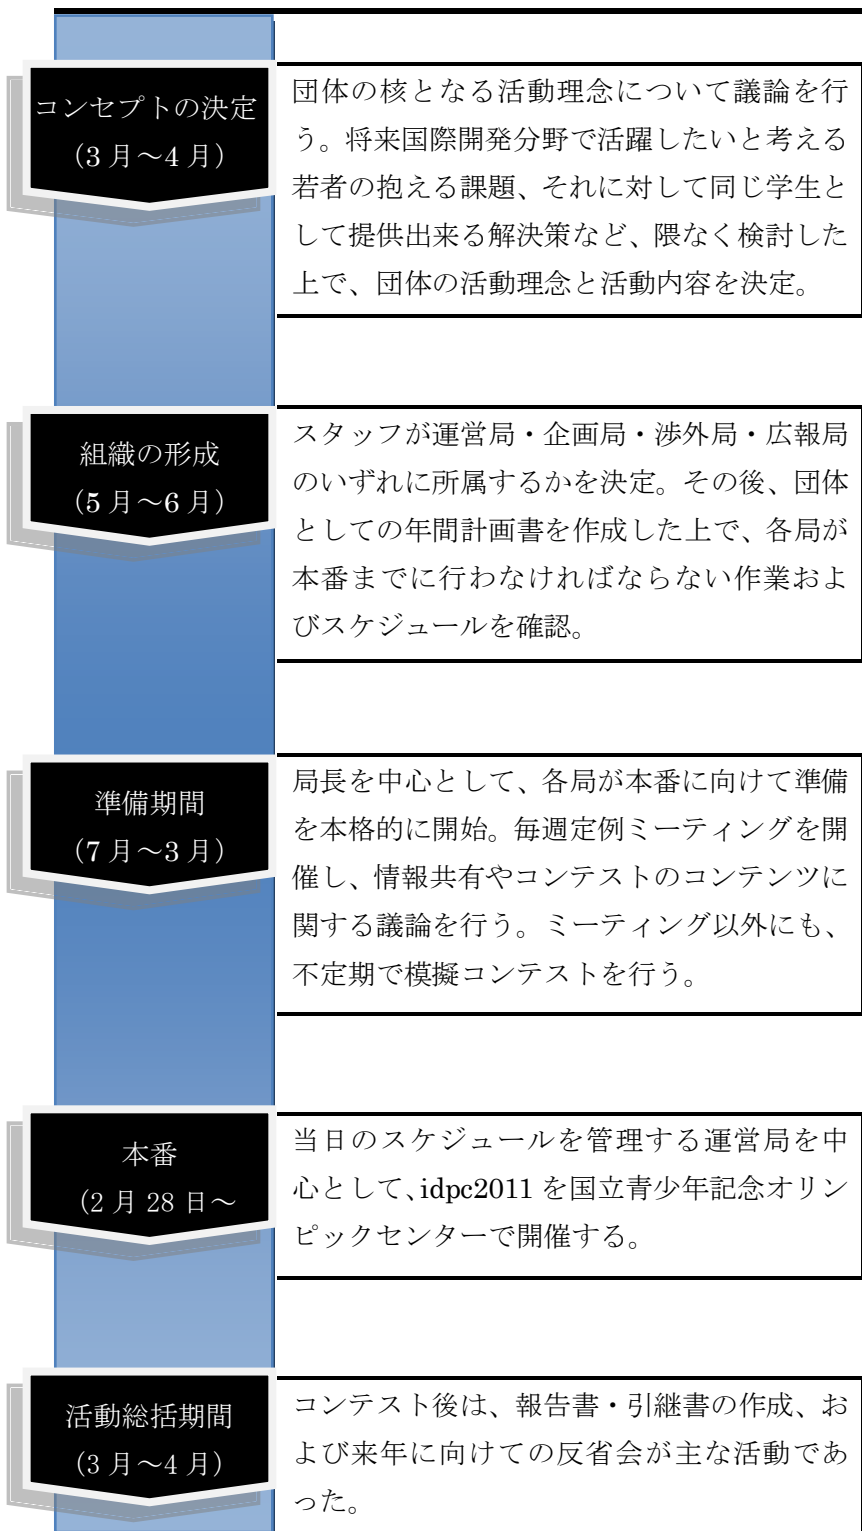 コンセプトの決定
（3 月～4 月）
団体の核となる活動理念について議論を行
う。将来国際開発分野で活躍したいと考える
若者の抱える課題、それに対して同じ学生と
して提供出来る解決策など、隈なく検討した
上で、団体の活動理念と活動内容を決定。
組織の形成
（5 月～6 月）
スタッフが運営局・企画局・渉外局・広報局
のいずれに所属するかを決定。その後、団体
としての年間計画書を作成した上で、各局が
本番までに行わなければならない作業およ
びスケジュールを確認。
準備期間
（7 月～3 月）
局長を中心として、各局が本番に向けて準備
を本格的に開始。毎週定例ミーティングを開
催し、情報共有やコンテストのコンテンツに
関する議論を行う。ミーティング以外にも、
不定期で模擬コンテストを行う。
本番
（2 月 28 日～
当日のスケジュールを管理する運営局を中
心として、idpc2011 を国立青少年記念オリン
ピックセンターで開催する。
活動総括期間
（3 月～4 月）
コンテスト後は、報告書・引継書の作成、お
よび来年に向けての反省会が主な活動であ
った。